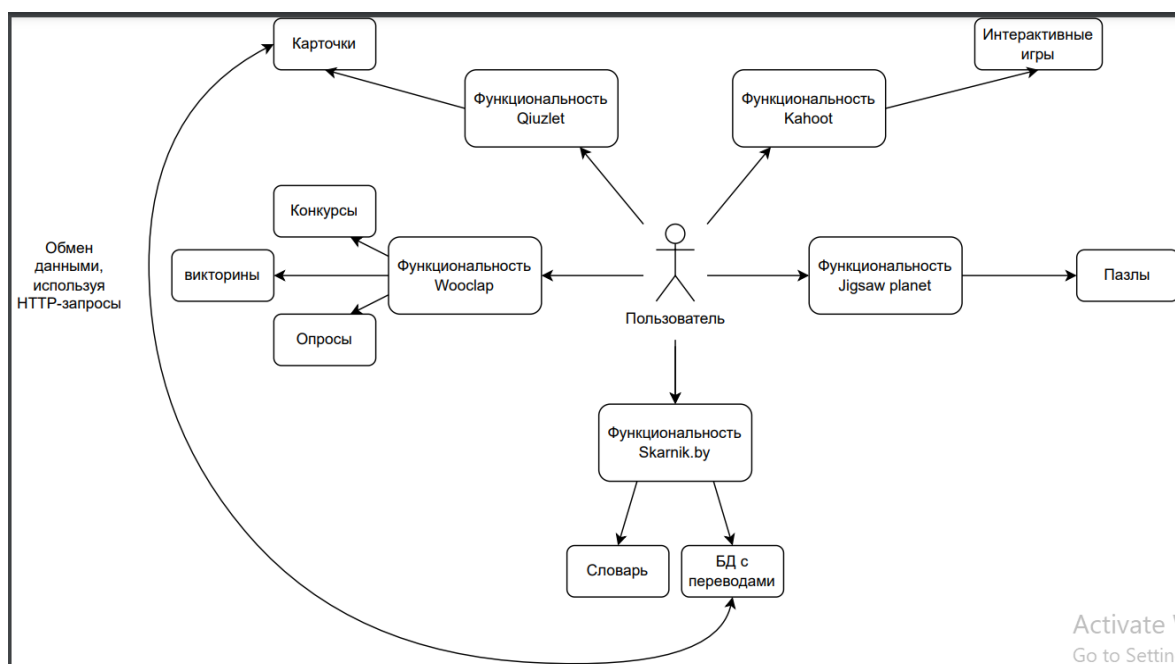 Карточки
Интерактивные
игры
Функциональность
Qiuzlet
Функциональность
Kahoot
Конкурсы
Обмен
данными,
используя
HTTP-запросы
викторины
Функциональность
Wooclap
Функциональность
Jigsaw planet
Пазлы
Опросы
Пользователь
Функциональность
Skarnik.by
Словарь
БД с
переводами
Activate
Go to Settin